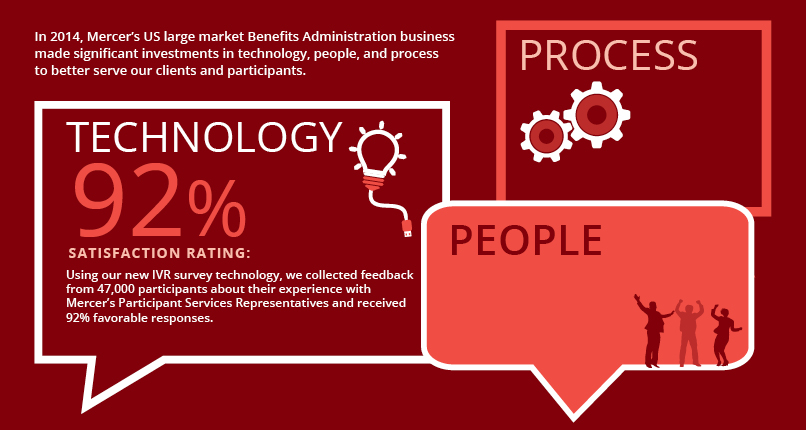 In 2014, Mercer’s US large market Benefits Administration business
made significant investments in technology, people, and process
to better serve our clients and participants.
PROCESS
TECHNOLOGY
92%
SATISFACTION RATING:
Using our new IVR survey technology, we collected feedback
from 47,000 participants about their experience with
Mercer’s Participant Services Representatives and received
92% favorable responses.
PEOPLE